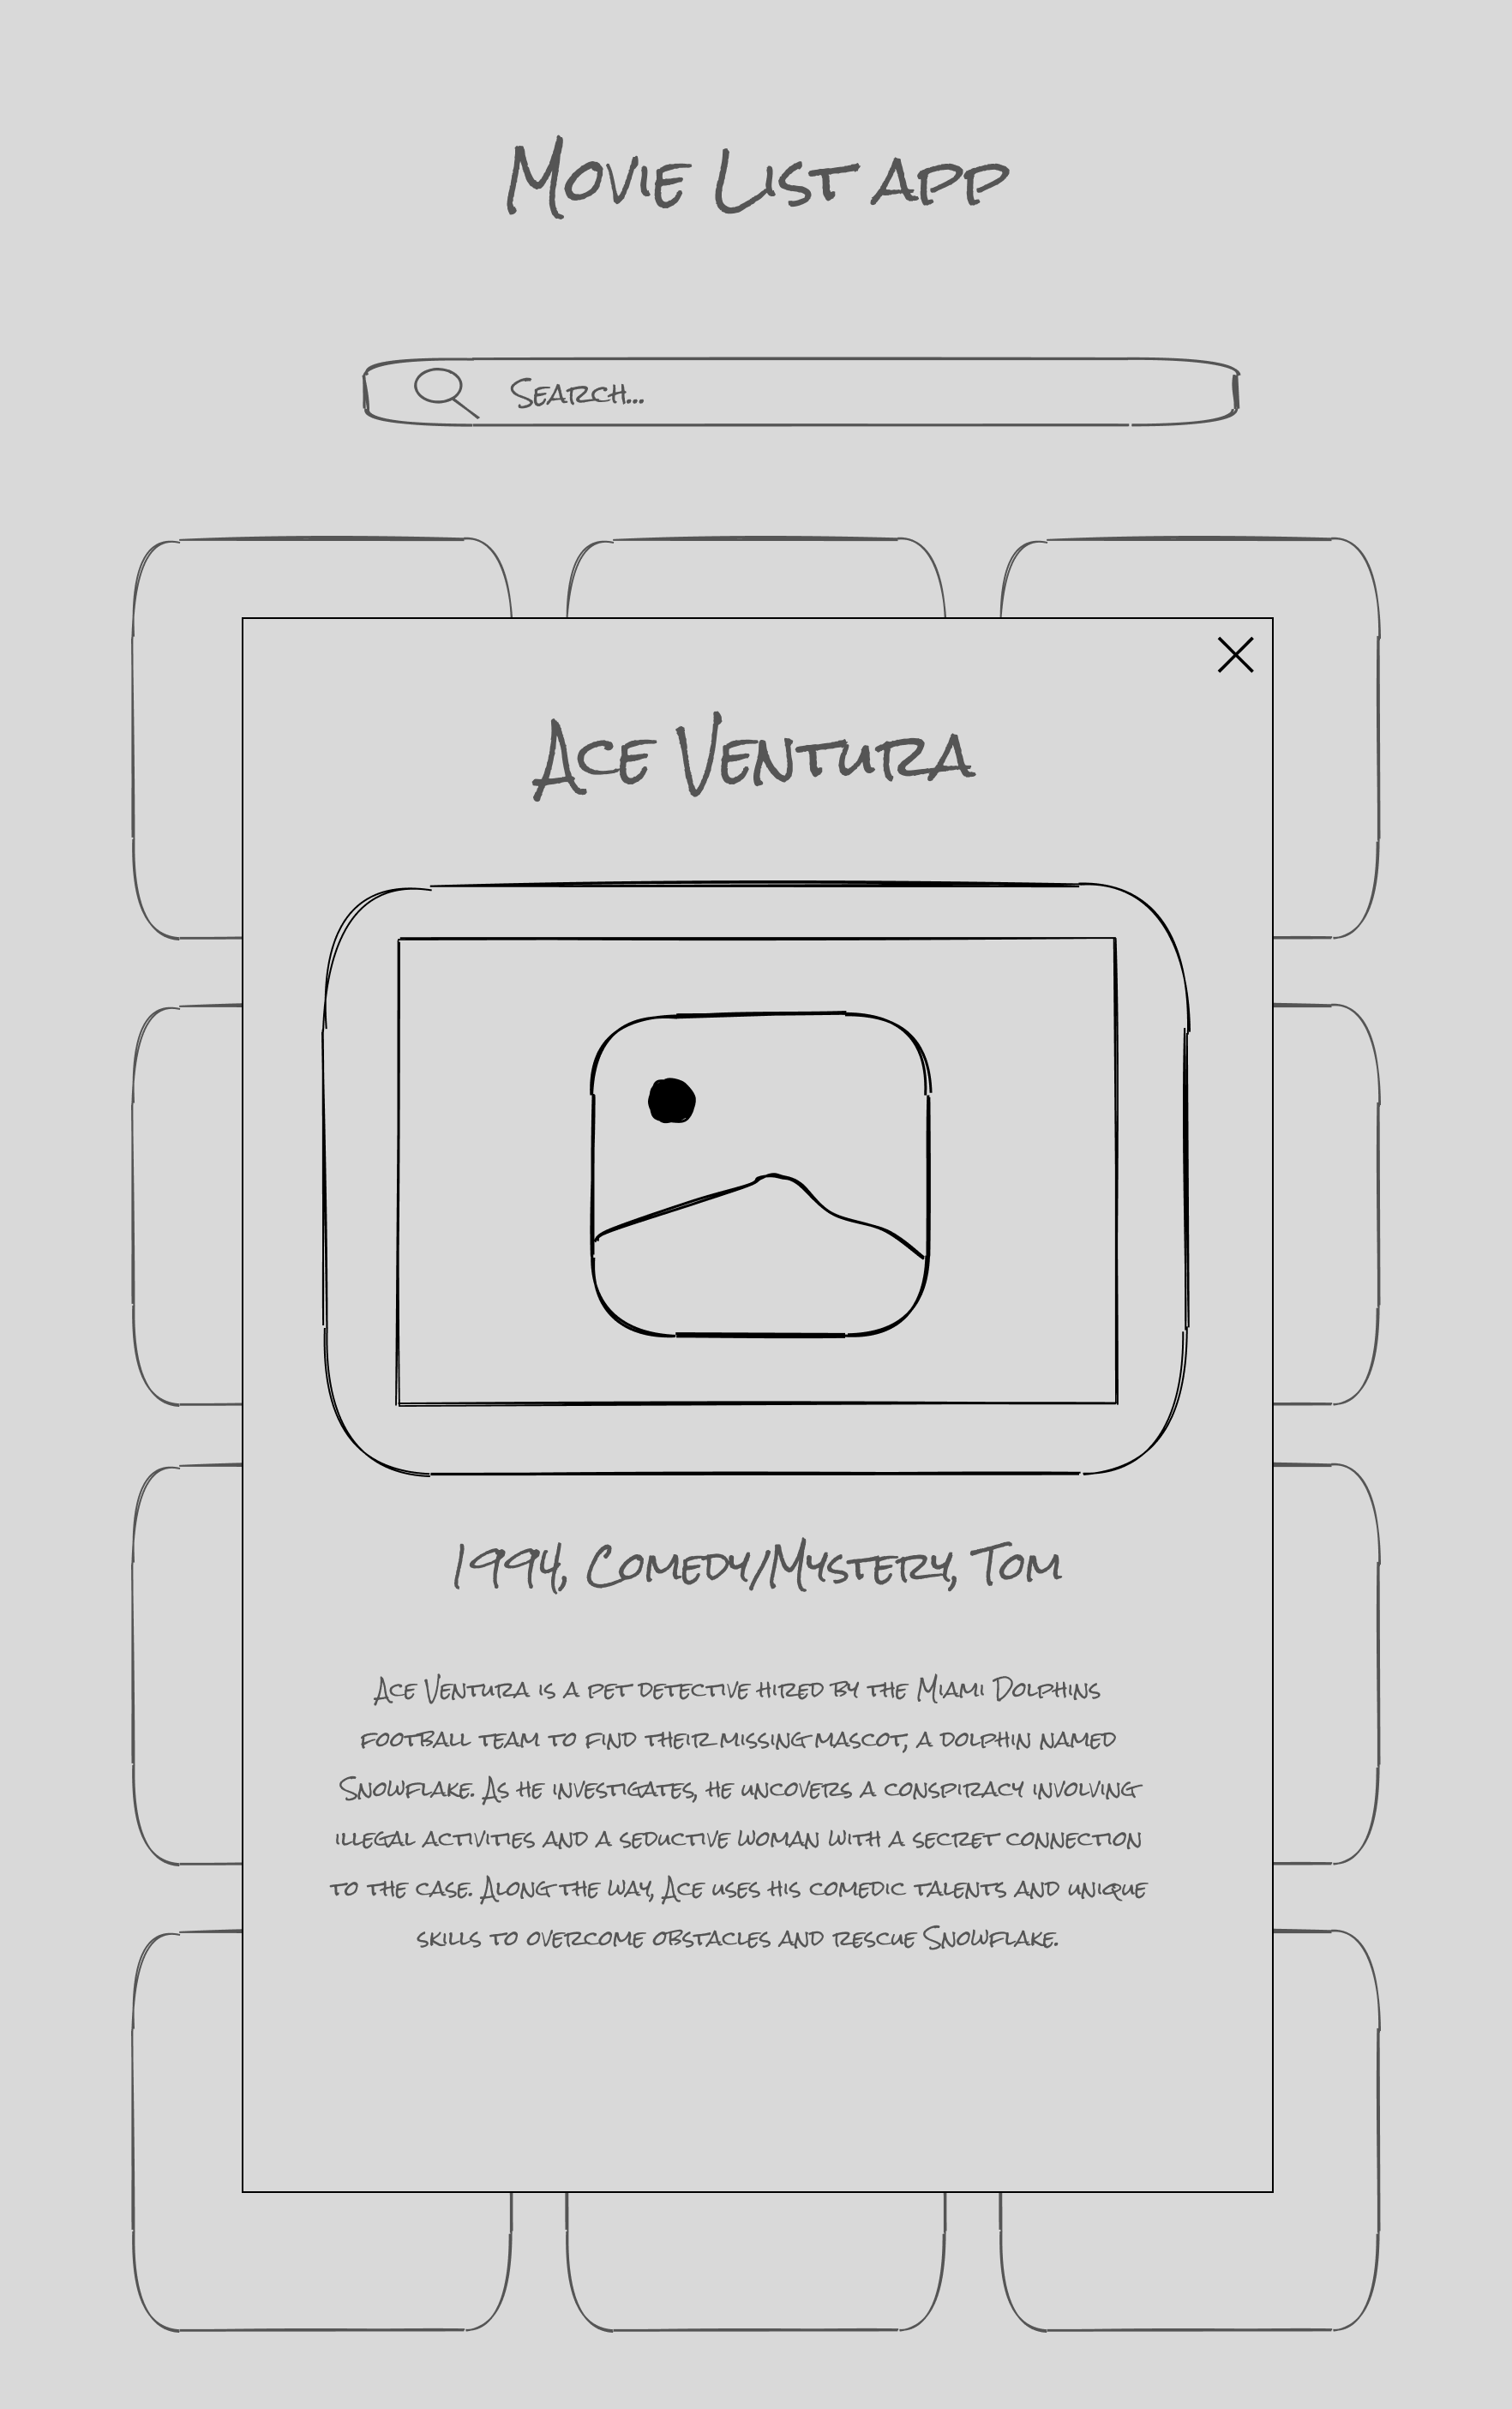 Movie List app
Search...
Ace Ventura
1994, Comedy/Mystery, Tom
Ace Ventura is a pet detective hired by the Miami Dolphins
football team to find their missing mascot, a dolphin named
Snowflake. As he investigates, he uncovers a conspiracy involving
illegal activities and a seductive woman with a secret connection
to the case. Along the way, Ace uses his comedic talents and unique
skills to overcome obstacles and rescue Snowflake.